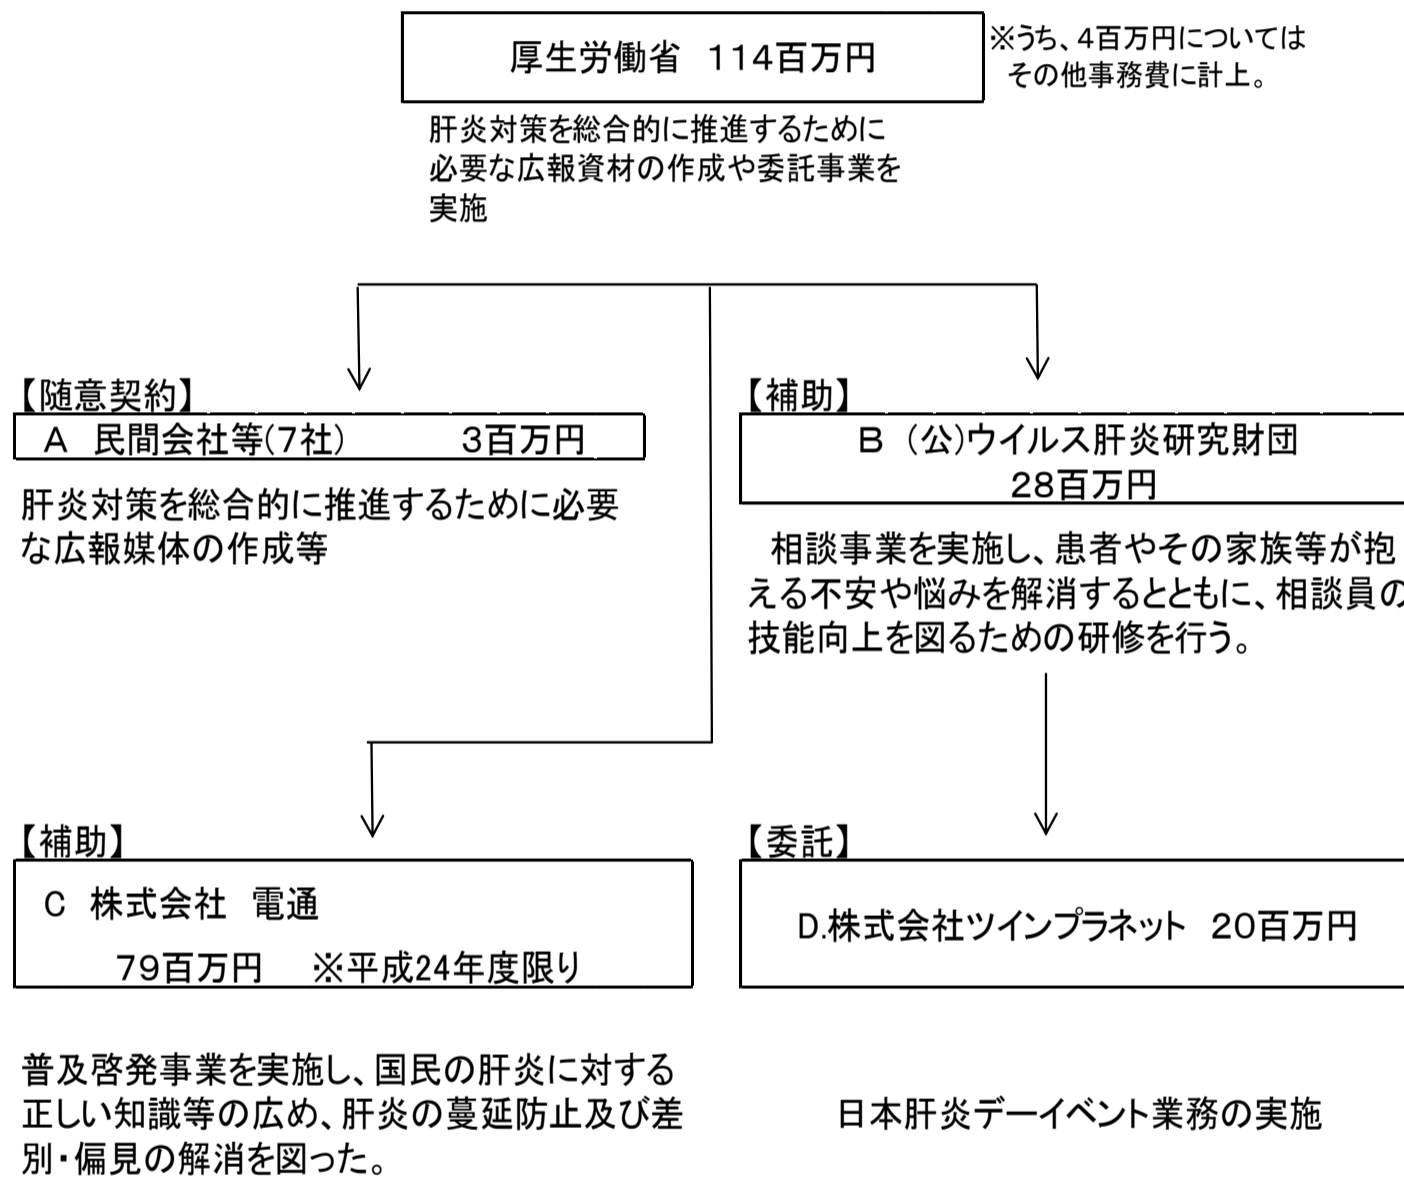 厚生労働省　114百万円
※うち、4百万円については
その他事務費に計上。
肝炎対策を総合的に推進するために
必要な広報資材の作成や委託事業を
実施
【随意契約】
A　民間会社等(7社)　　　3百万円
肝炎対策を総合的に推進するために必要
な広報媒体の作成等
【補助】
B　(公)ウイルス肝炎研究財団
28百万円
相談事業を実施し、患者やその家族等が抱
える不安や悩みを解消するとともに、相談員の
技能向上を図るための研修を行う。
【補助】
C　株式会社　電通
79百万円　※平成24年度限り
普及啓発事業を実施し、国民の肝炎に対する
正しい知識等の広め、肝炎の蔓延防止及び差
別・偏見の解消を図った。
【委託】
D.株式会社ツインプラネット　20百万円
日本肝炎デーイベント業務の実施